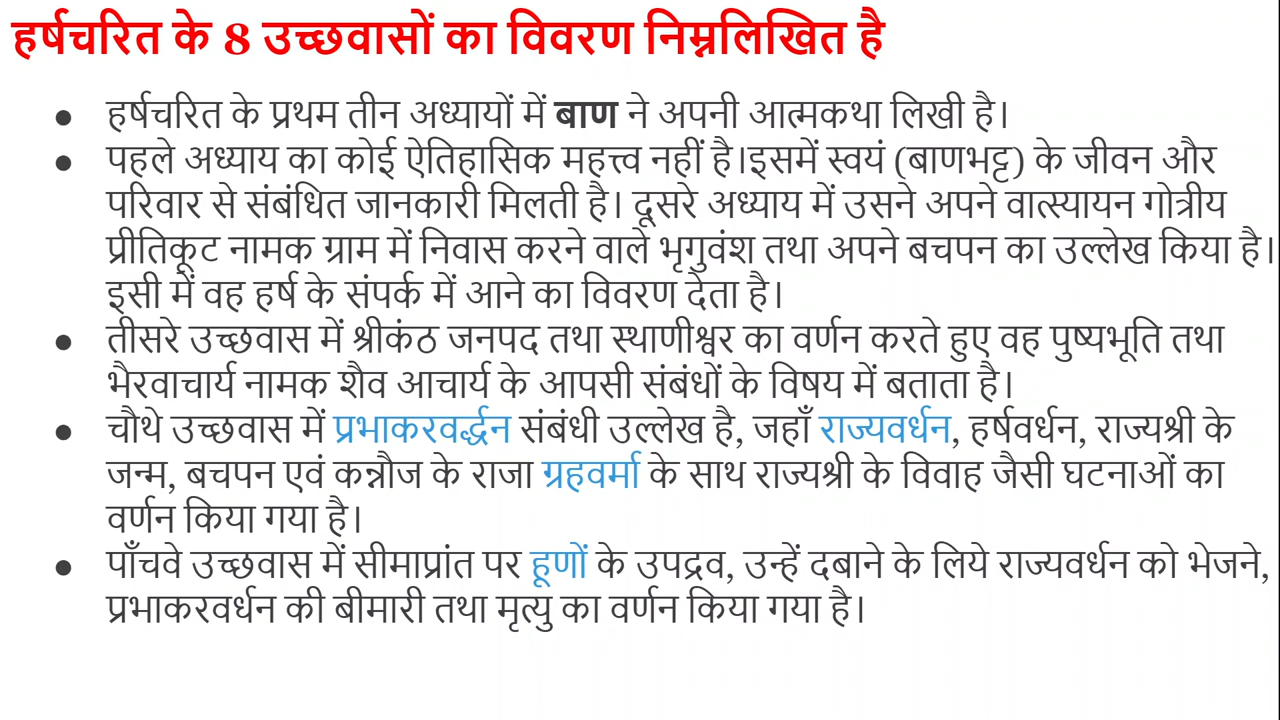 हर्षचरित के 8 उच्छवासों का विवरण निम्नलिखित है
● हर्षचरित के प्रथम तीन अध्यायों में बाण ने अपनी आत्मकथा लिखी है।
● पहले अध्याय का कोई ऐतिहासिक महत्त्व नहीं है।इसमें स्वयं (बाणभट्ट) के जीवन और
परिवार से संबंधित जानकारी मिलती है। दूसरे अध्याय में उसने अपने वात्स्यायन गोत्रीय
प्रीतिकूट नामक ग्राम में निवास करने वाले भृगुवंश तथा अपने बचपन का उल्लेख किया है।
इसी में वह हर्ष के संपर्क में आने का विवरण देता है।
● तीसरे उच्छवास में श्रीकंठ जनपद तथा स्थाणीश्वर का वर्णन करते हुए वह पुष्यभूति तथा
भैरवाचार्य नामक शैव आचार्य के आपसी संबंधों के विषय में बताता है।
● चौथे उच्छवास में प्रभाकरवर्द्धन संबंधी उल्लेख है, जहाँ राज्यवर्धन, हर्षवर्धन, राज्यश्री के
जन्म, बचपन एवं कन्नौज के राजा ग्रहवर्मा के साथ राज्यश्री के विवाह जैसी घटनाओं का
वर्णन किया गया है।
● पाँचवे उच्छवास में सीमाप्रांत पर हूणों के उपद्रव, उन्हें दबाने के लिये राज्यवर्धन को भेजने,
प्रभाकरवर्धन की बीमारी तथा मृत्यु का वर्णन किया गया है।